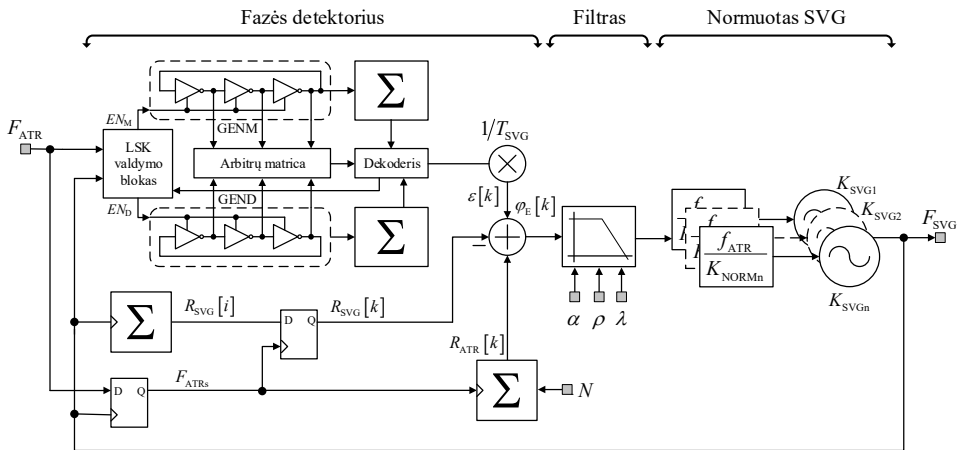 Fazės detektorius
Filtras
Normuotas SVG
F_ATR
EN_M
LSK
valdymo
blokas
EN_D
GENM
Arbitrų matrica
GEND
Σ
Dekoderis
Σ
1/T_SVG
×
ε[k]
φ_E[k]
+
−
α
ρ
λ
f
f
f_ATR
K_NORMn
K_SVG1
K_SVG2
K_SVGn
F_SVG
Σ
R_SVG[i]
D Q
R_SVG[k]
R_ATR[k]
D Q
F_ATRs
Σ
N